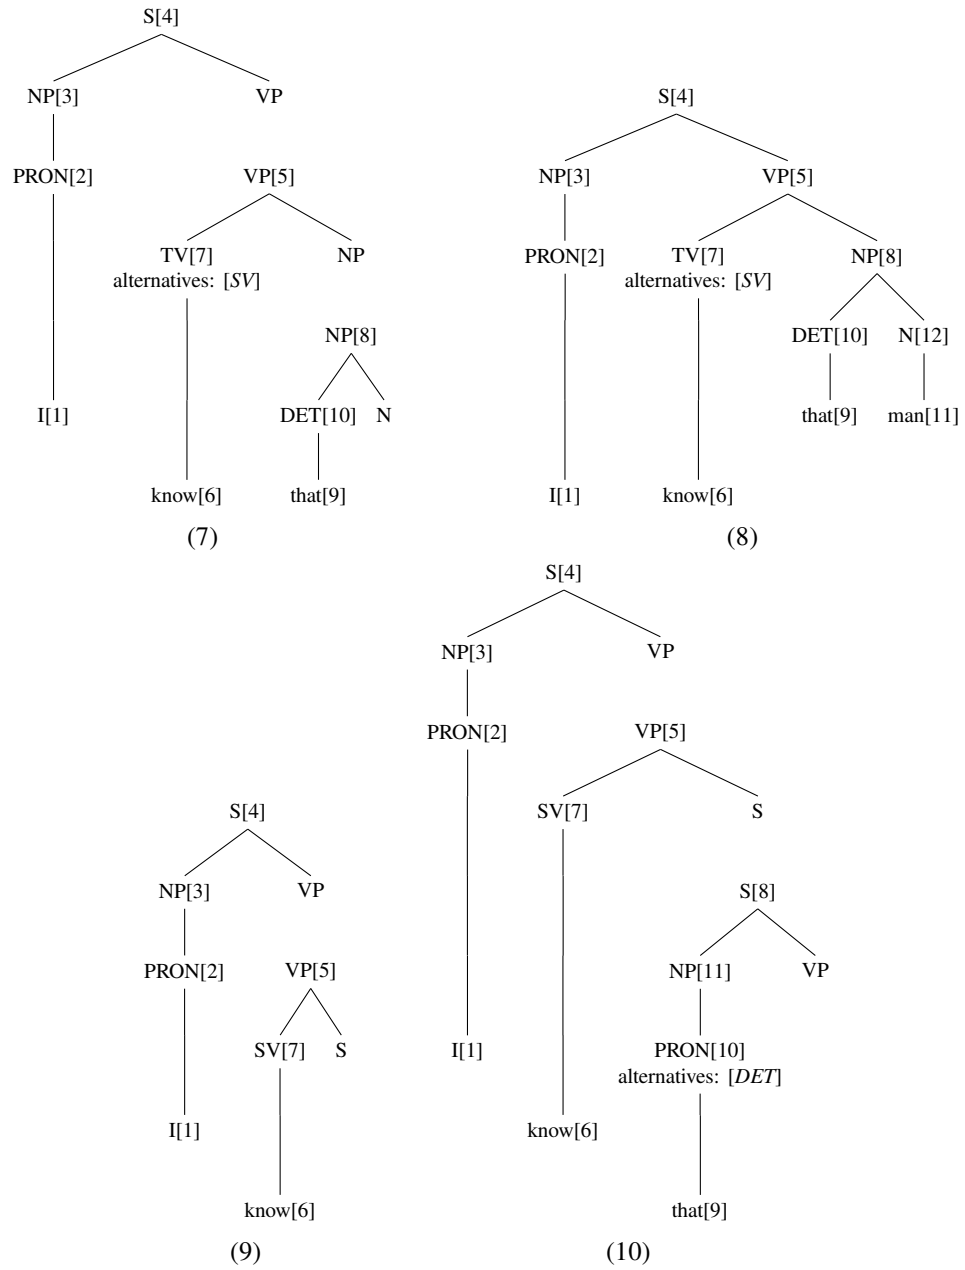 S[4]
NP[3] VP
PRON[2] VP[5]
TV[7] NP
alternatives: [SV]
NP[8]
I[1] DET[10] N
know[6] that[9]
(7)
S[4]
NP[3] VP[5]
PRON[2] TV[7] NP[8]
alternatives: [SV]
DET[10] N[12]
that[9] man[11]
I[1] know[6]
(8)
S[4]
NP[3] VP
PRON[2] VP[5]
SV[7] S
I[1]
know[6]
(9)
S[4]
NP[3] VP
PRON[2] VP[5]
SV[7] S
S[8]
NP[11] VP
I[1] PRON[10]
alternatives: [DET]
know[6]
that[9]
(10)